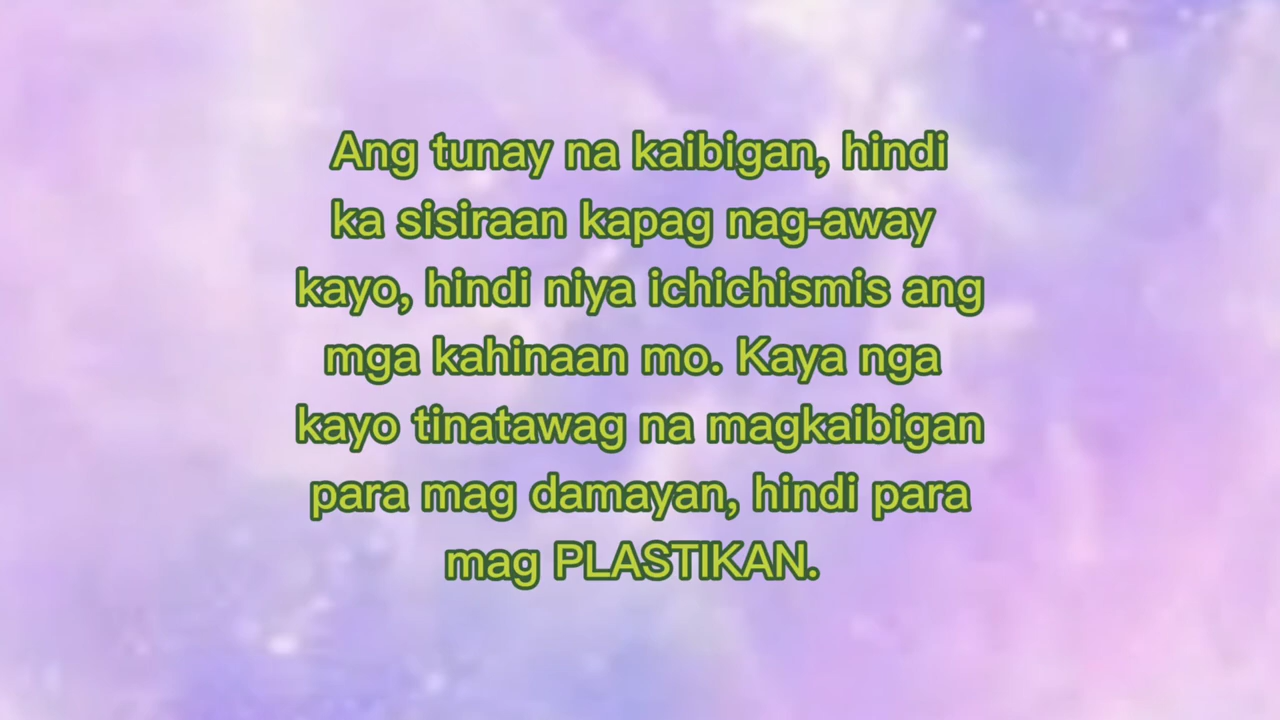 Ang tunay na kaibigan, hindi
ka sisiraan kapag nag-away
kayo, hindi niya ichichismis ang
mga kahinaan mo. Kaya nga
kayo tinatawag na magkaibigan
para mag damayan, hindi para
mag PLASTIKAN.